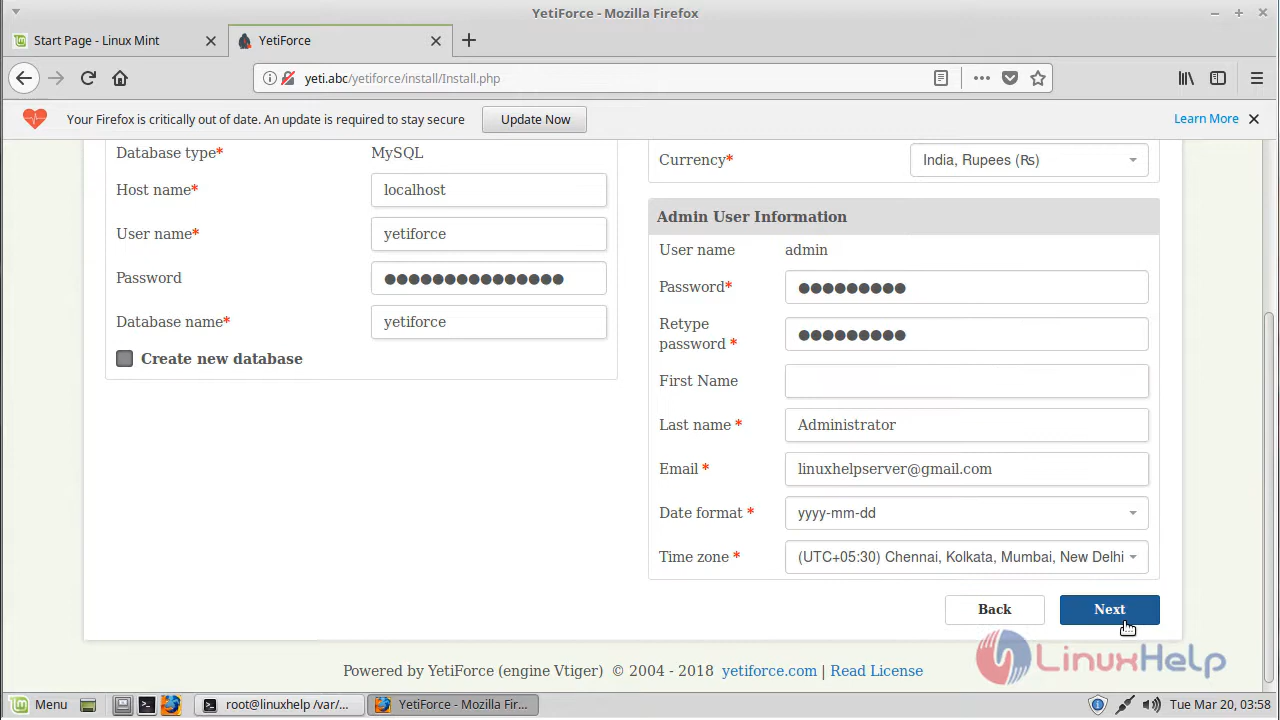 YetiForce - Mozilla Firefox
Start Page - Linux Mint
YetiForce
yeti.abc/yetiforce/install/Install.php
Your Firefox is critically out of date. An update is required to stay secure
Update Now
Learn More
Database type*
MySQL
Host name*
localhost
User name*
yetiforce
Password
●●●●●●●●●●●●●●●
Database name*
yetiforce
Create new database
Currency*
India, Rupees (₨)
Admin User Information
User name
admin
Password*
●●●●●●●●●
Retype
password *
●●●●●●●●●
First Name
Last name *
Administrator
Email *
linuxhelpserver@gmail.com
Date format *
yyyy-mm-dd
Time zone *
(UTC+05:30) Chennai, Kolkata, Mumbai, New Delhi
Back
Next
Powered by YetiForce (engine Vtiger) © 2004 - 2018 yetiforce.com | Read License
LinuxHelp
Menu
root@linuxhelp /var/...
YetiForce - Mozilla Fir...
Tue Mar 20, 03:58